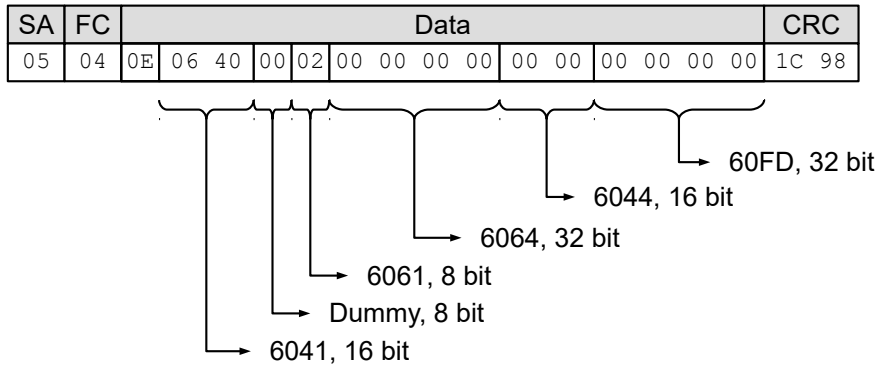 SA FC Data CRC
05 04 0E 06 40 00 02 00 00 00 00 00 00 00 00 00 00 1C 98
60FD, 32 bit
6044, 16 bit
6064, 32 bit
6061, 8 bit
Dummy, 8 bit
6041, 16 bit